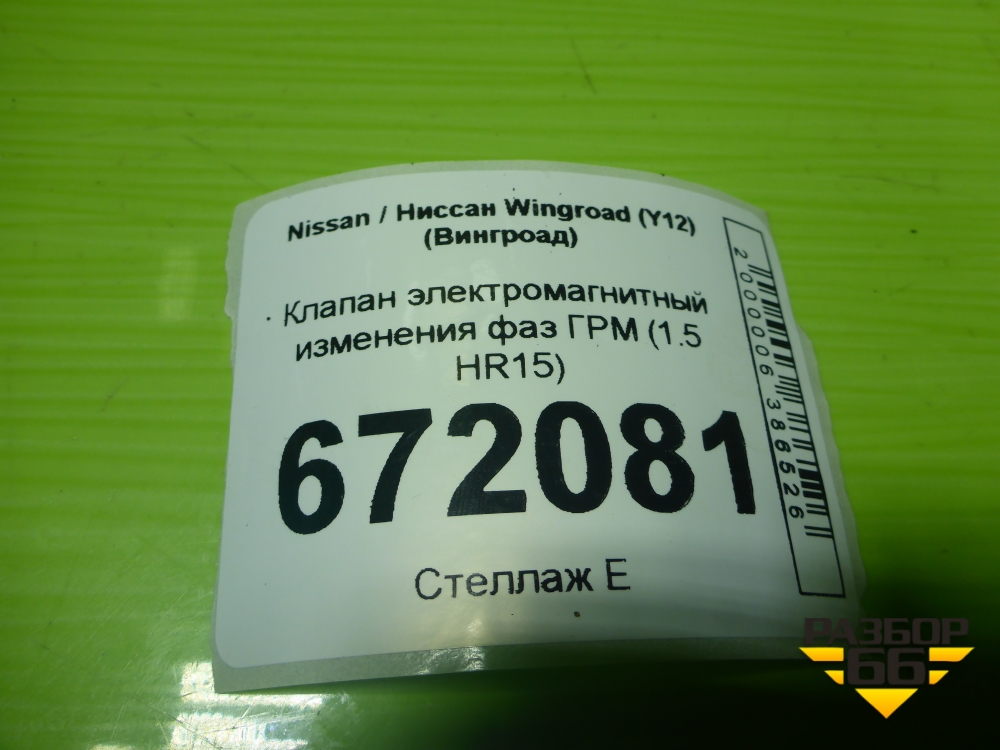 Nissan / Ниссан Wingroad (Y12)
(Вингроад)
Клапан электромагнитный
изменения фаз ГРМ (1.5
HR15)
672081
Стеллаж E
2000006386526
РАЗБОР
66